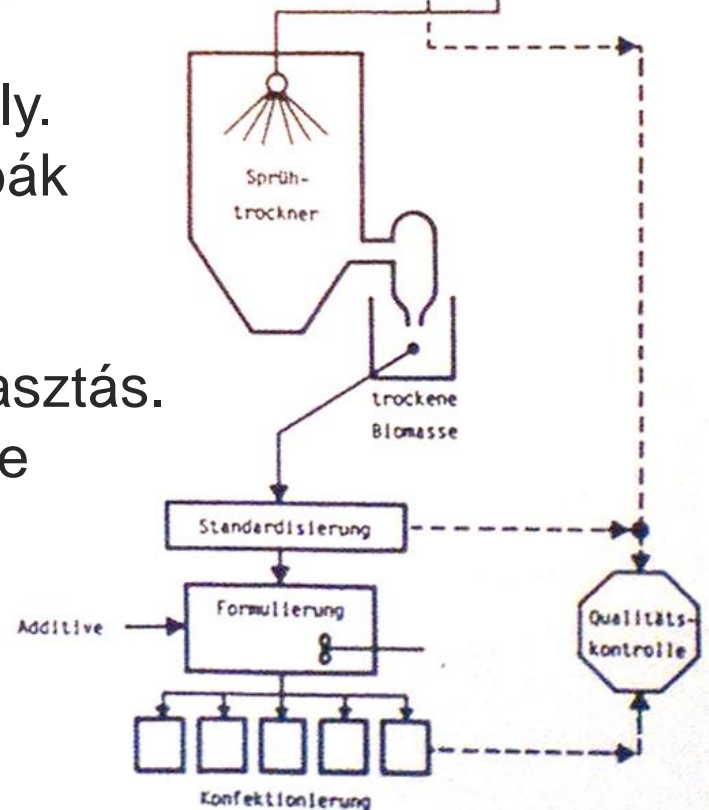 ly.
pák
asztás.
e
Sprüh-
trockner
trockene
Biomasse
Standardisierung
Formulierung
Additive
Qualitäts-
kontrolle
Konfektionierung